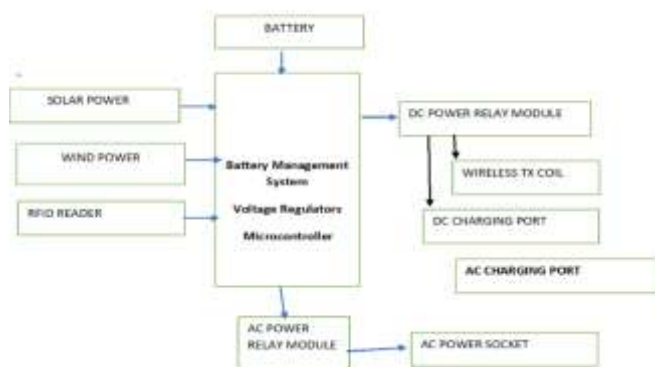 BATTERY
SOLAR POWER
WIND POWER
RFID READER
Battery Management
System
Voltage Regulators
Microcontroller
DC POWER RELAY MODULE
WIRELESS TX COIL
DC CHARGING PORT
AC CHARGING PORT
AC POWER
RELAY MODULE
AC POWER SOCKET